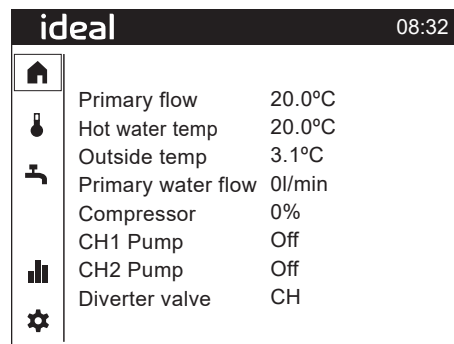 ideal 08:32
Primary flow 20.0ºC
Hot water temp 20.0ºC
Outside temp 3.1ºC
Primary water flow 0l/min
Compressor 0%
CH1 Pump Off
CH2 Pump Off
Diverter valve CH